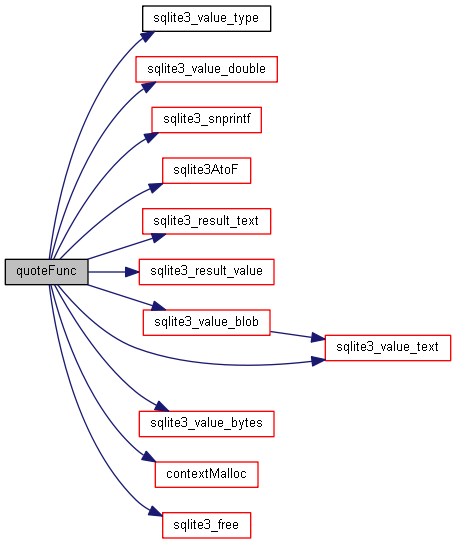 sqlite3_value_type
sqlite3_value_double
sqlite3_snprintf
sqlite3AtoF
sqlite3_result_text
quoteFunc
sqlite3_result_value
sqlite3_value_blob
sqlite3_value_text
sqlite3_value_bytes
contextMalloc
sqlite3_free